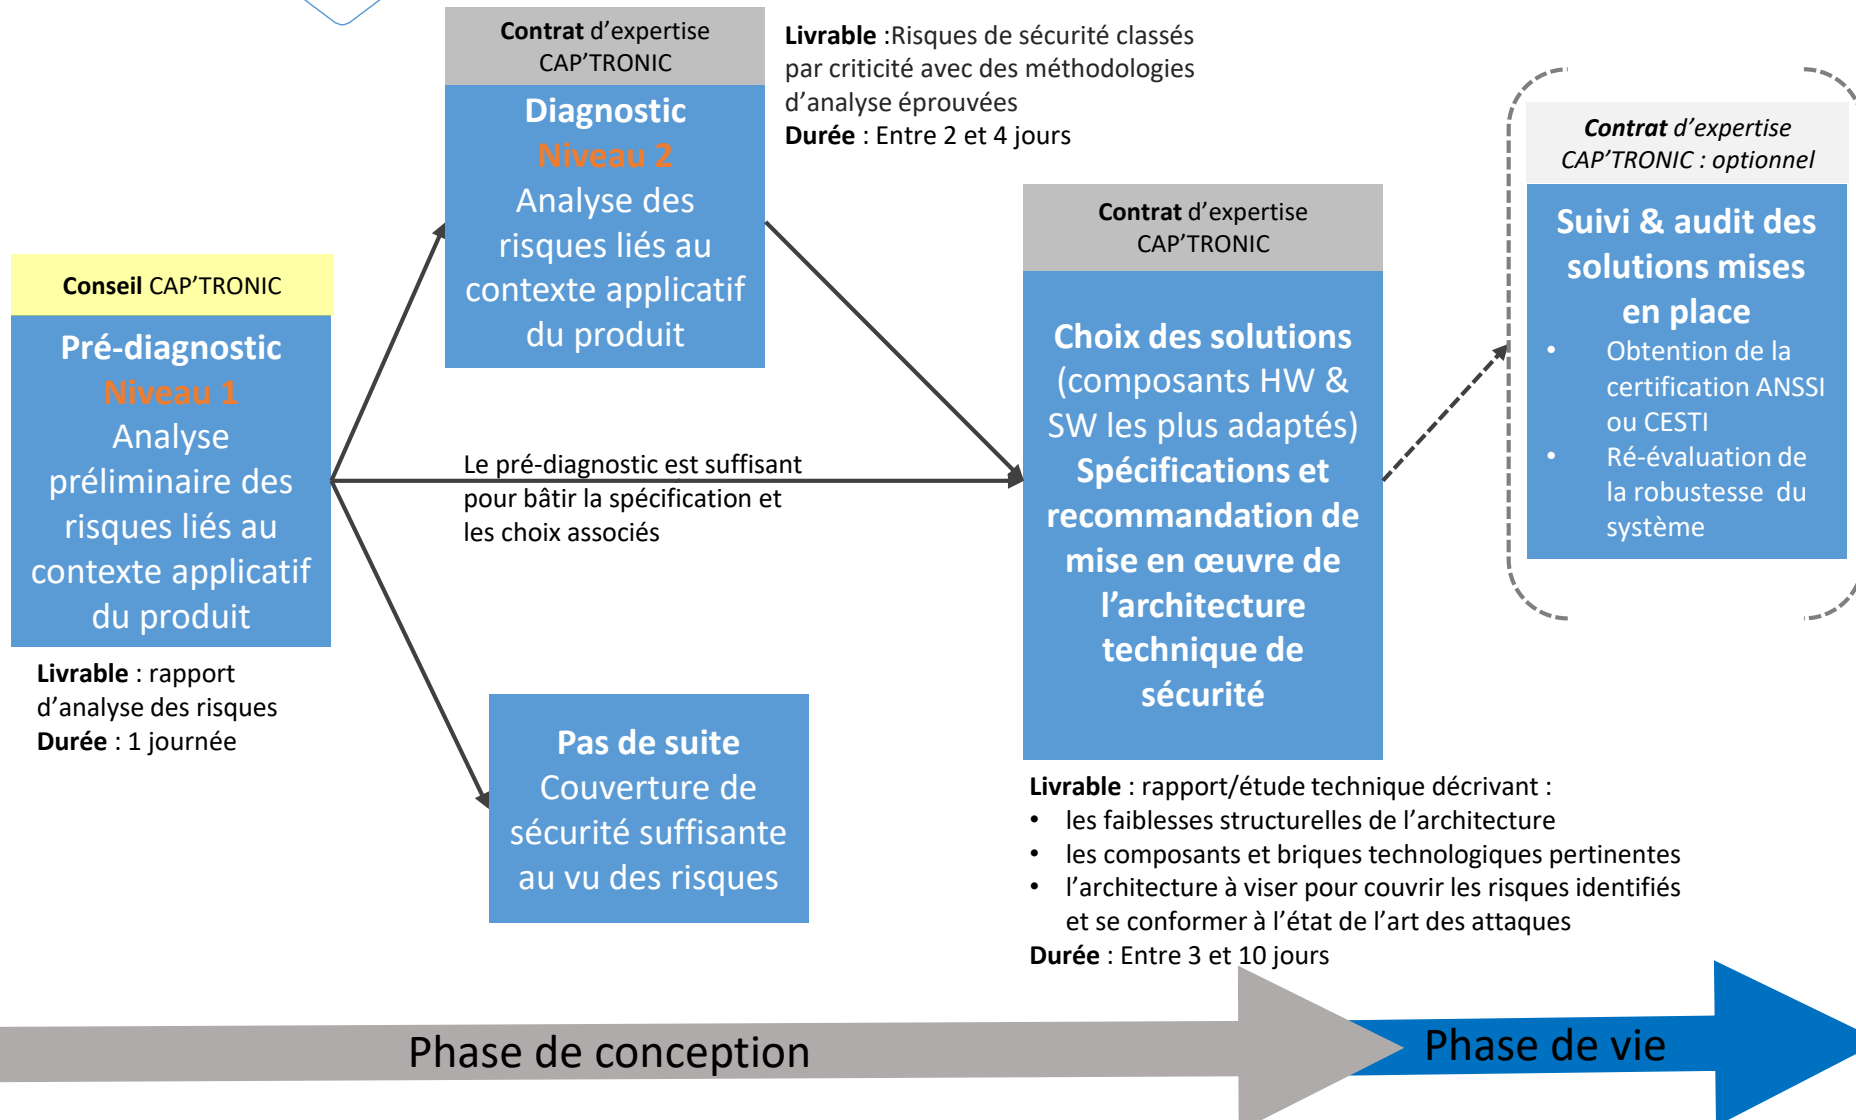 Contrat d'expertise
CAP'TRONIC
Diagnostic
Niveau 2
Analyse des
risques liés au
contexte applicatif
du produit
Livrable :Risques de sécurité classés
par criticité avec des méthodologies
d'analyse éprouvées
Durée : Entre 2 et 4 jours
Conseil CAP'TRONIC
Pré-diagnostic
Niveau 1
Analyse
préliminaire des
risques liés au
contexte applicatif
du produit
Livrable : rapport
d'analyse des risques
Durée : 1 journée
Le pré-diagnostic est suffisant
pour bâtir la spécification et
les choix associés
Pas de suite
Couverture de
sécurité suffisante
au vu des risques
Contrat d'expertise
CAP'TRONIC
Choix des solutions
(composants HW &
SW les plus adaptés)
Spécifications et
recommandation de
mise en œuvre de
l'architecture
technique de
sécurité
Livrable : rapport/étude technique décrivant :
• les faiblesses structurelles de l'architecture
• les composants et briques technologiques pertinentes
• l'architecture à viser pour couvrir les risques identifiés
et se conformer à l'état de l'art des attaques
Durée : Entre 3 et 10 jours
Contrat d'expertise
CAP'TRONIC : optionnel
Suivi & audit des
solutions mises
en place
• Obtention de la
certification ANSSI
ou CESTI
• Ré-évaluation de
la robustesse du
système
Phase de conception
Phase de vie